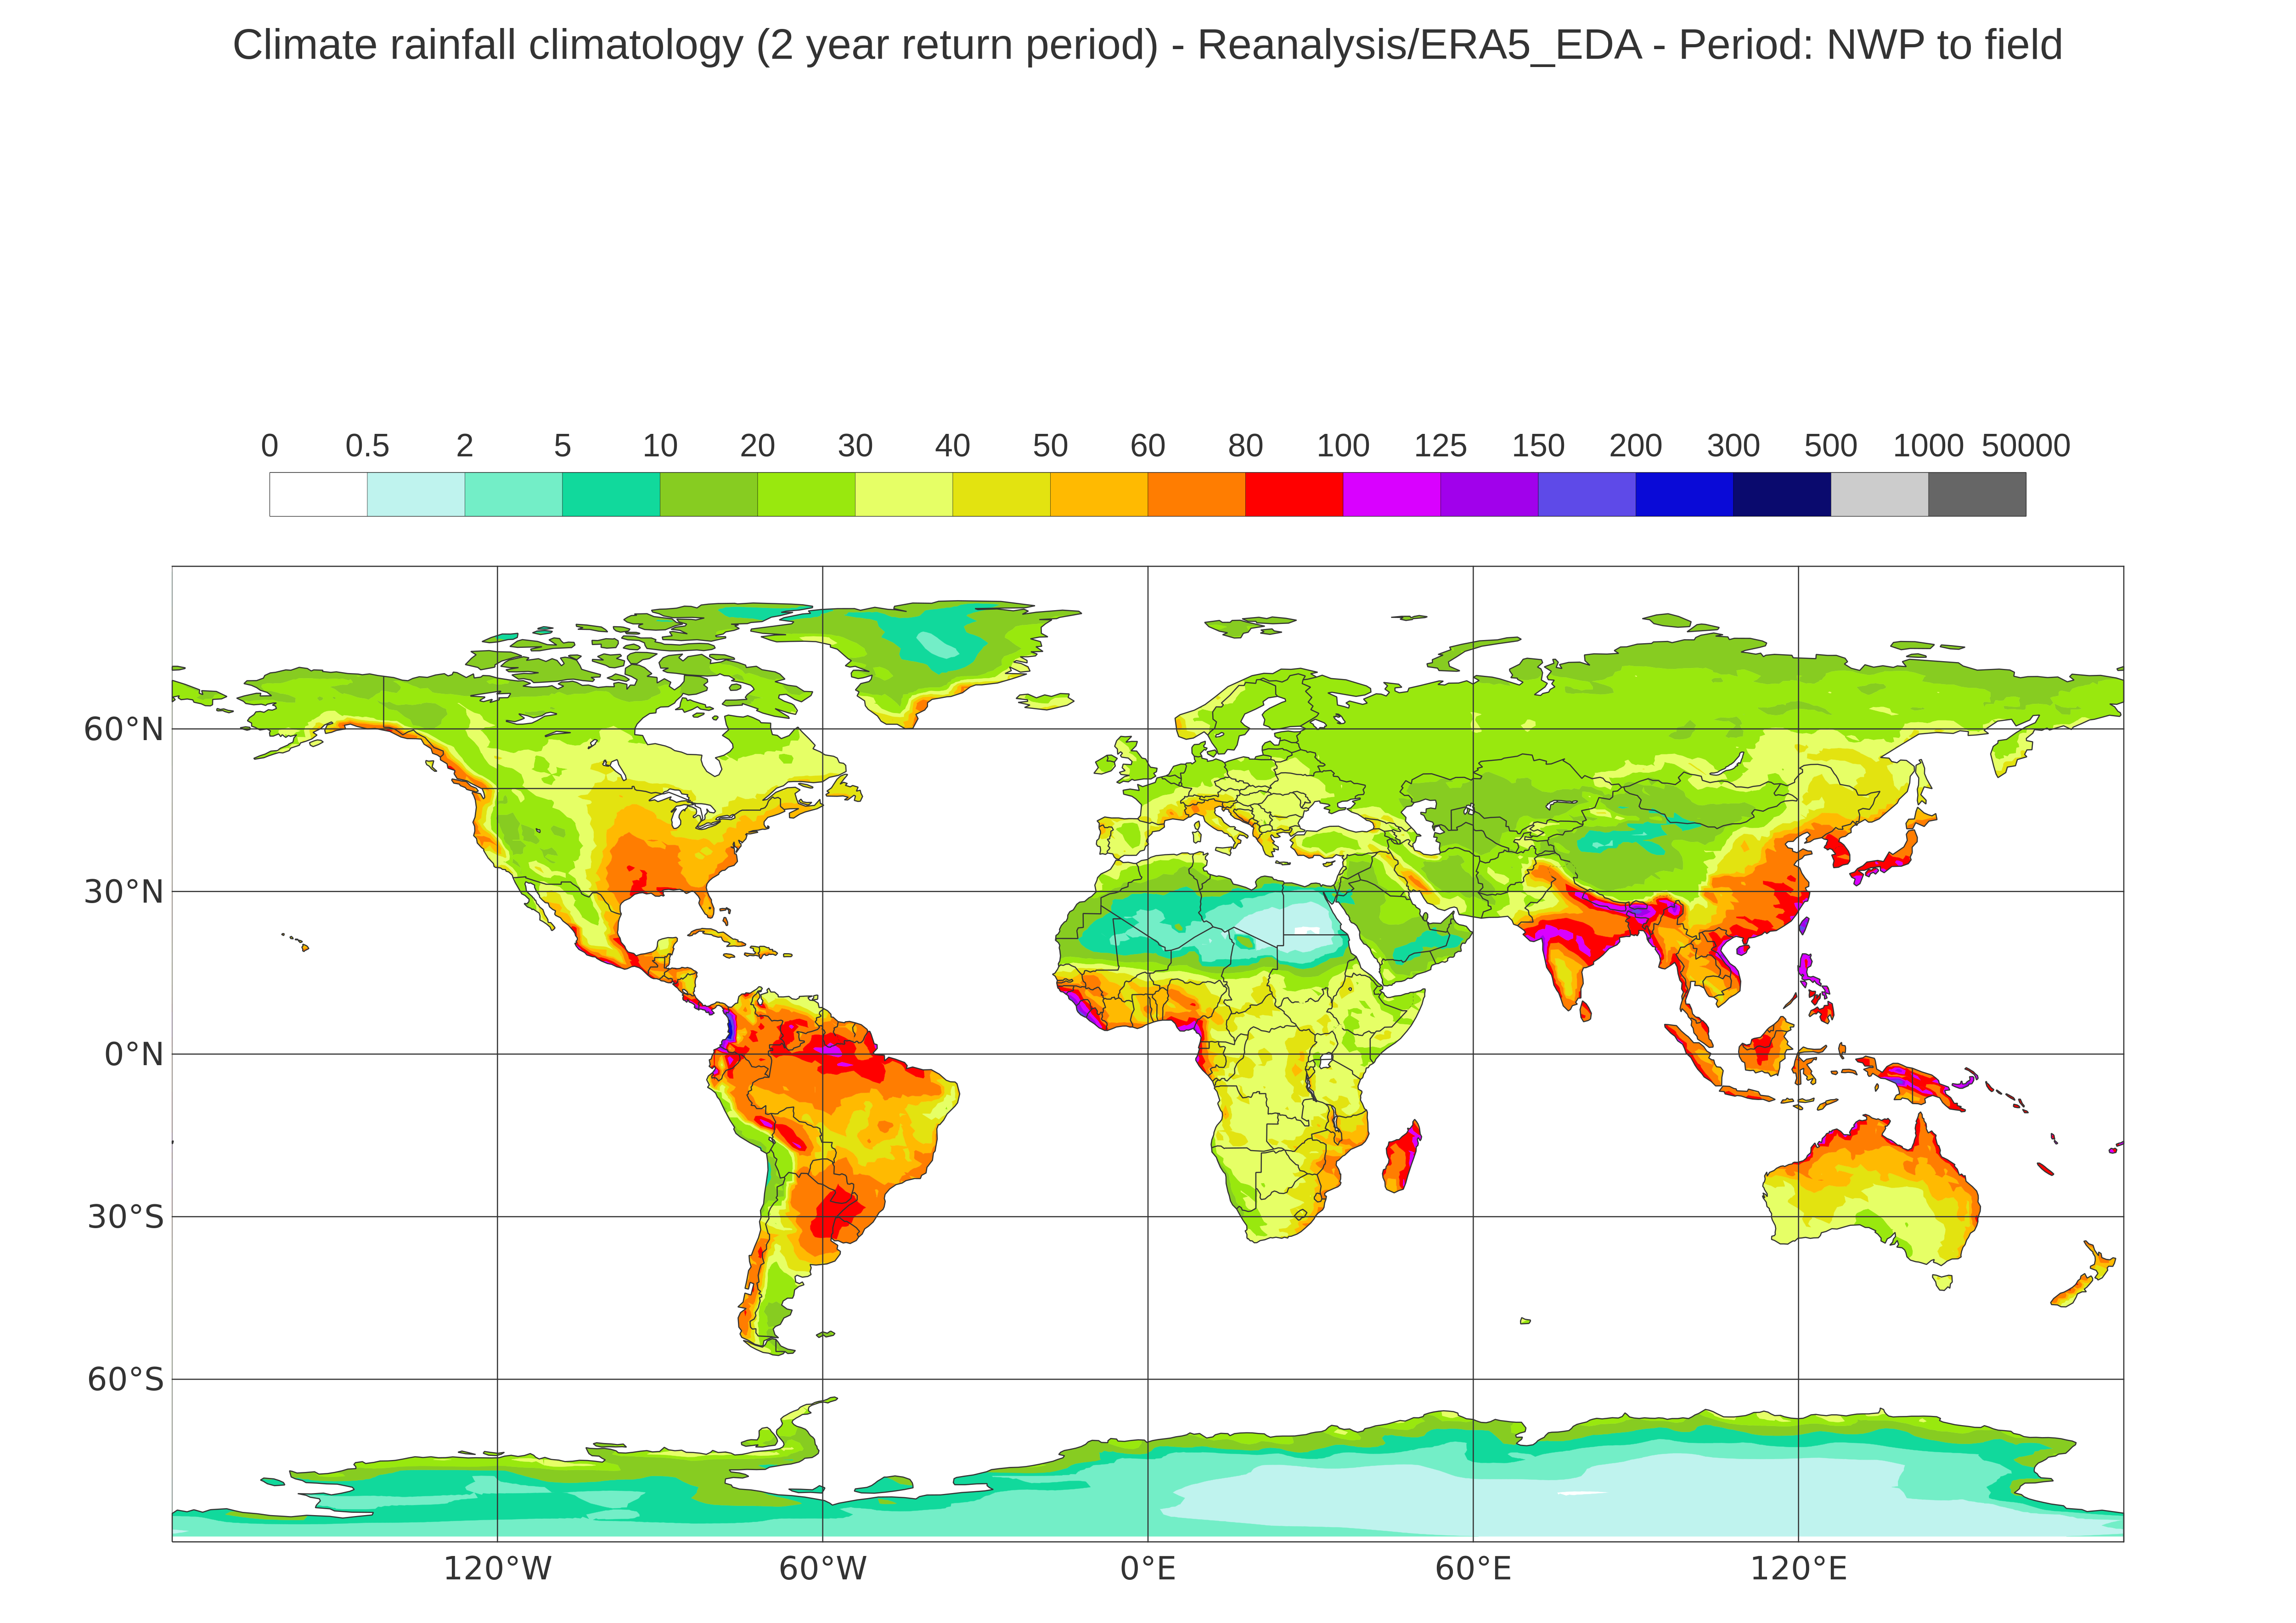 Climate rainfall climatology (2 year return period) - Reanalysis/ERA5_EDA - Period: NWP to field
0 0.5 2 5 10 20 30 40 50 60 80 100 125 150 200 300 500 1000 50000
60°N
30°N
0°N
30°S
60°S
120°W 60°W 0°E 60°E 120°E